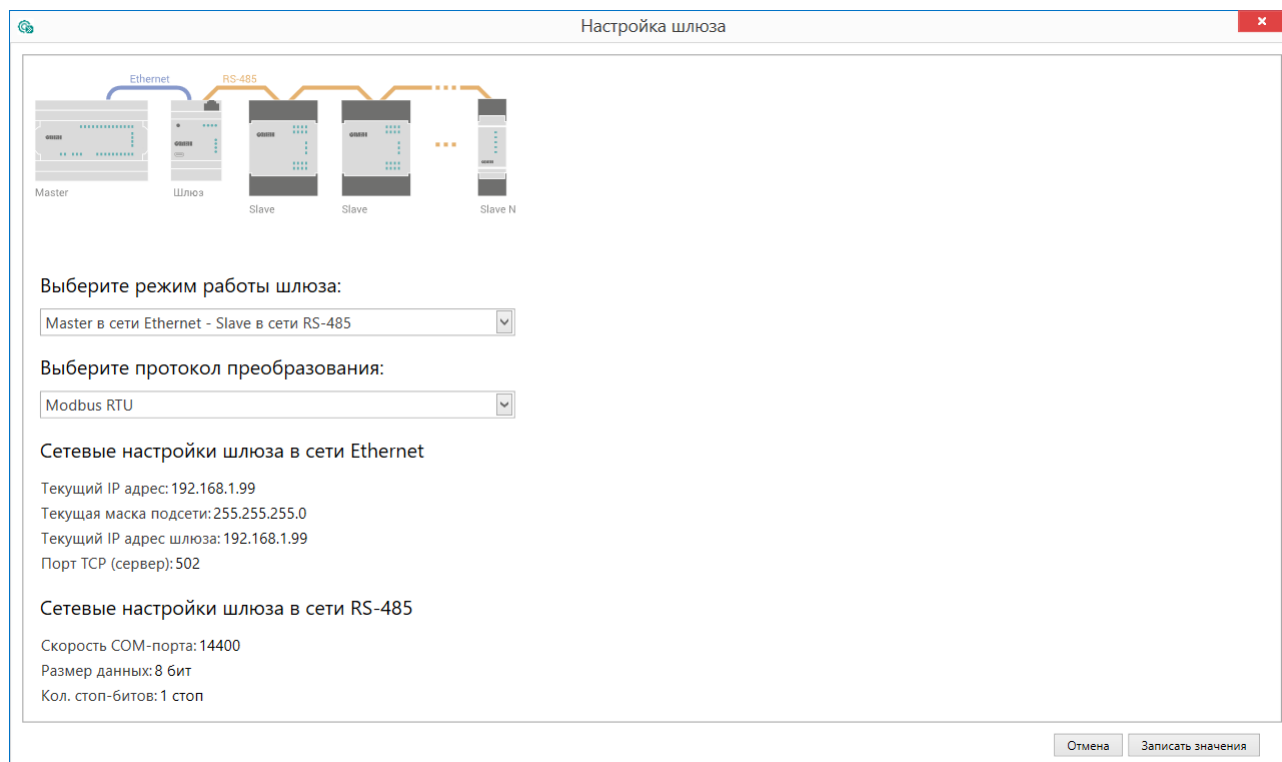 Настройка шлюза
Ethernet
RS-485
Master
Шлюз
Slave
Slave
Slave N
Выберите режим работы шлюза:
Master в сети Ethernet - Slave в сети RS-485
Выберите протокол преобразования:
Modbus RTU
Сетевые настройки шлюза в сети Ethernet
Текущий IP адрес: 192.168.1.99
Текущая маска подсети: 255.255.255.0
Текущий IP адрес шлюза: 192.168.1.99
Порт TCP (сервер): 502
Сетевые настройки шлюза в сети RS-485
Скорость COM-порта: 14400
Размер данных: 8 бит
Кол. стоп-битов: 1 стоп
Отмена
Записать значения